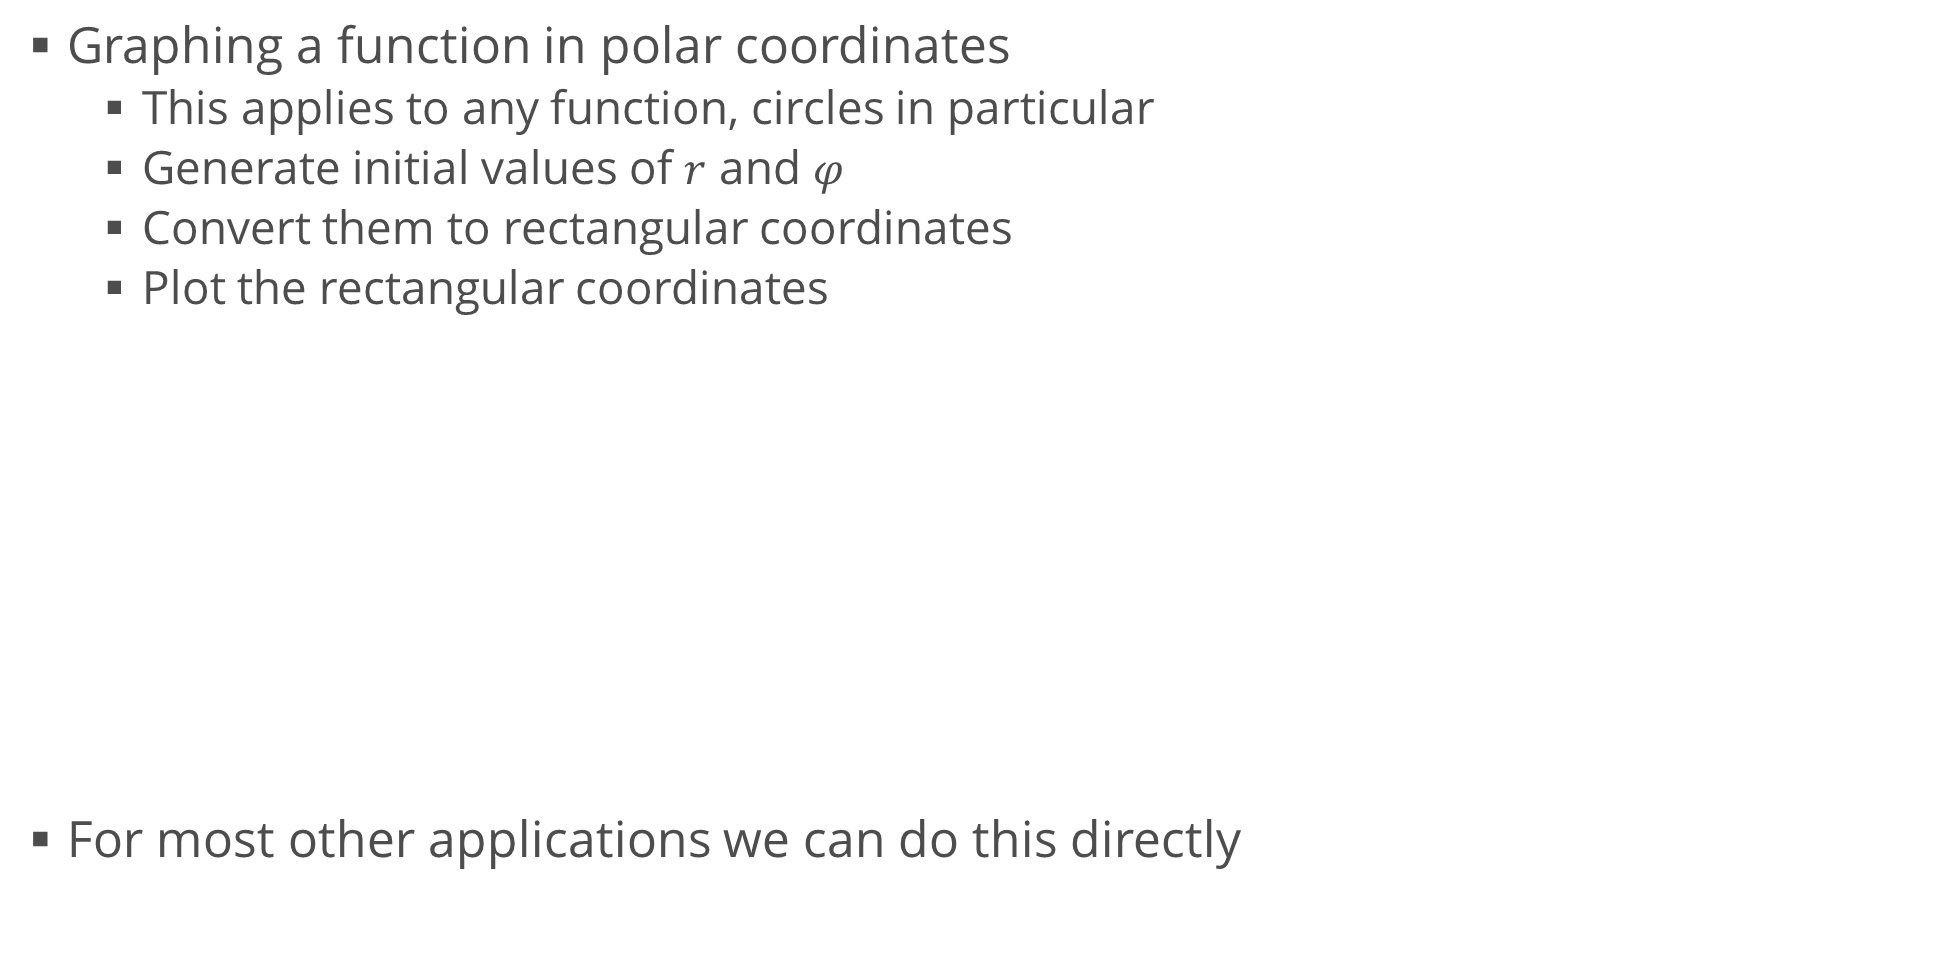 ▪ Graphing a function in polar coordinates
▪ This applies to any function, circles in particular
▪ Generate initial values of r and φ
▪ Convert them to rectangular coordinates
▪ Plot the rectangular coordinates
▪ For most other applications we can do this directly